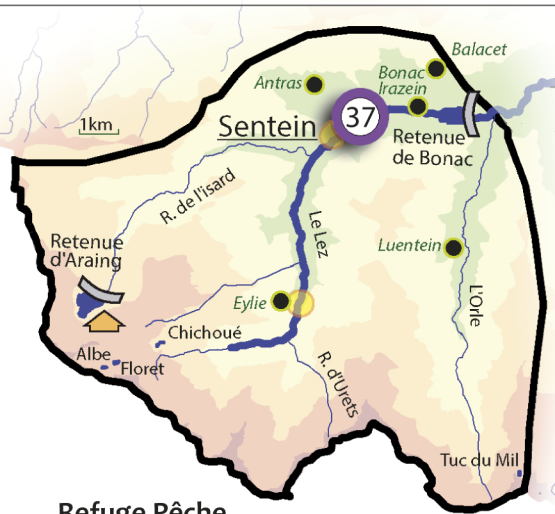 Balacet
Bonac
Irazein
Antras
1km
37
Sentein
Retenue
de Bonac
R. de l'isard
Le Lez
Retenue
d'Araing
Luentein
L'Orle
Eylie
Chichoué
Albe
Floret
R. d'Urets
Tuc du Mil
Refuge Pêche